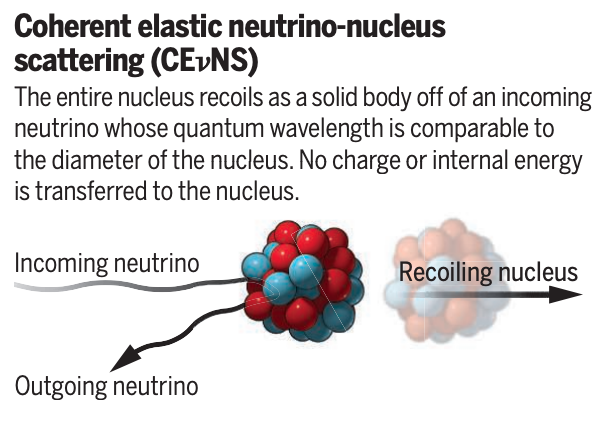 Coherent elastic neutrino-nucleus
scattering (CEνNS)
The entire nucleus recoils as a solid body off of an incoming
neutrino whose quantum wavelength is comparable to
the diameter of the nucleus. No charge or internal energy
is transferred to the nucleus.
Incoming neutrino
Recoiling nucleus
Outgoing neutrino